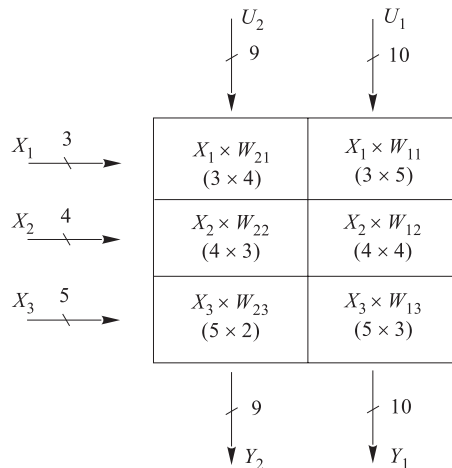 U₂ U₁
9 10
X₁ 3
X₁ × W₂₁ X₁ × W₁₁
(3 × 4) (3 × 5)
X₂ 4
X₂ × W₂₂ X₂ × W₁₂
(4 × 3) (4 × 4)
X₃ 5
X₃ × W₂₃ X₃ × W₁₃
(5 × 2) (5 × 3)
9 10
Y₂ Y₁